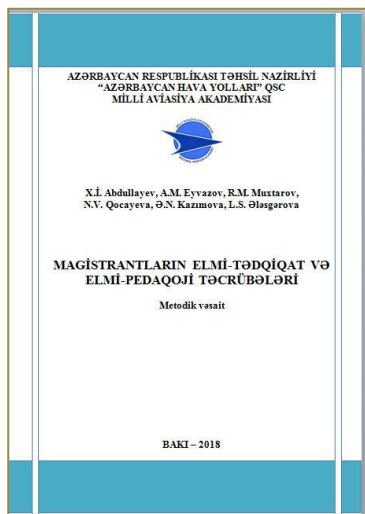 AZƏRBAYCAN RESPUBLİKASI TƏHSİL NAZİRLİYİ
“AZƏRBAYCAN HAVA YOLLARI” QSC
MİLLİ AVİASİYA AKADEMİYASI
X.İ. Abdullayev, A.M. Eyvazov, R.M. Muxtarov,
N.V. Qocayeva, Ə.N. Kazımova, L.S. Ələsgərova
MAGİSTRANTLARIN ELMİ-TƏDQİQAT VƏ
ELMİ-PEDAQOJİ TƏCRÜBƏLƏRİ
Metodik vəsait
BAKI – 2018